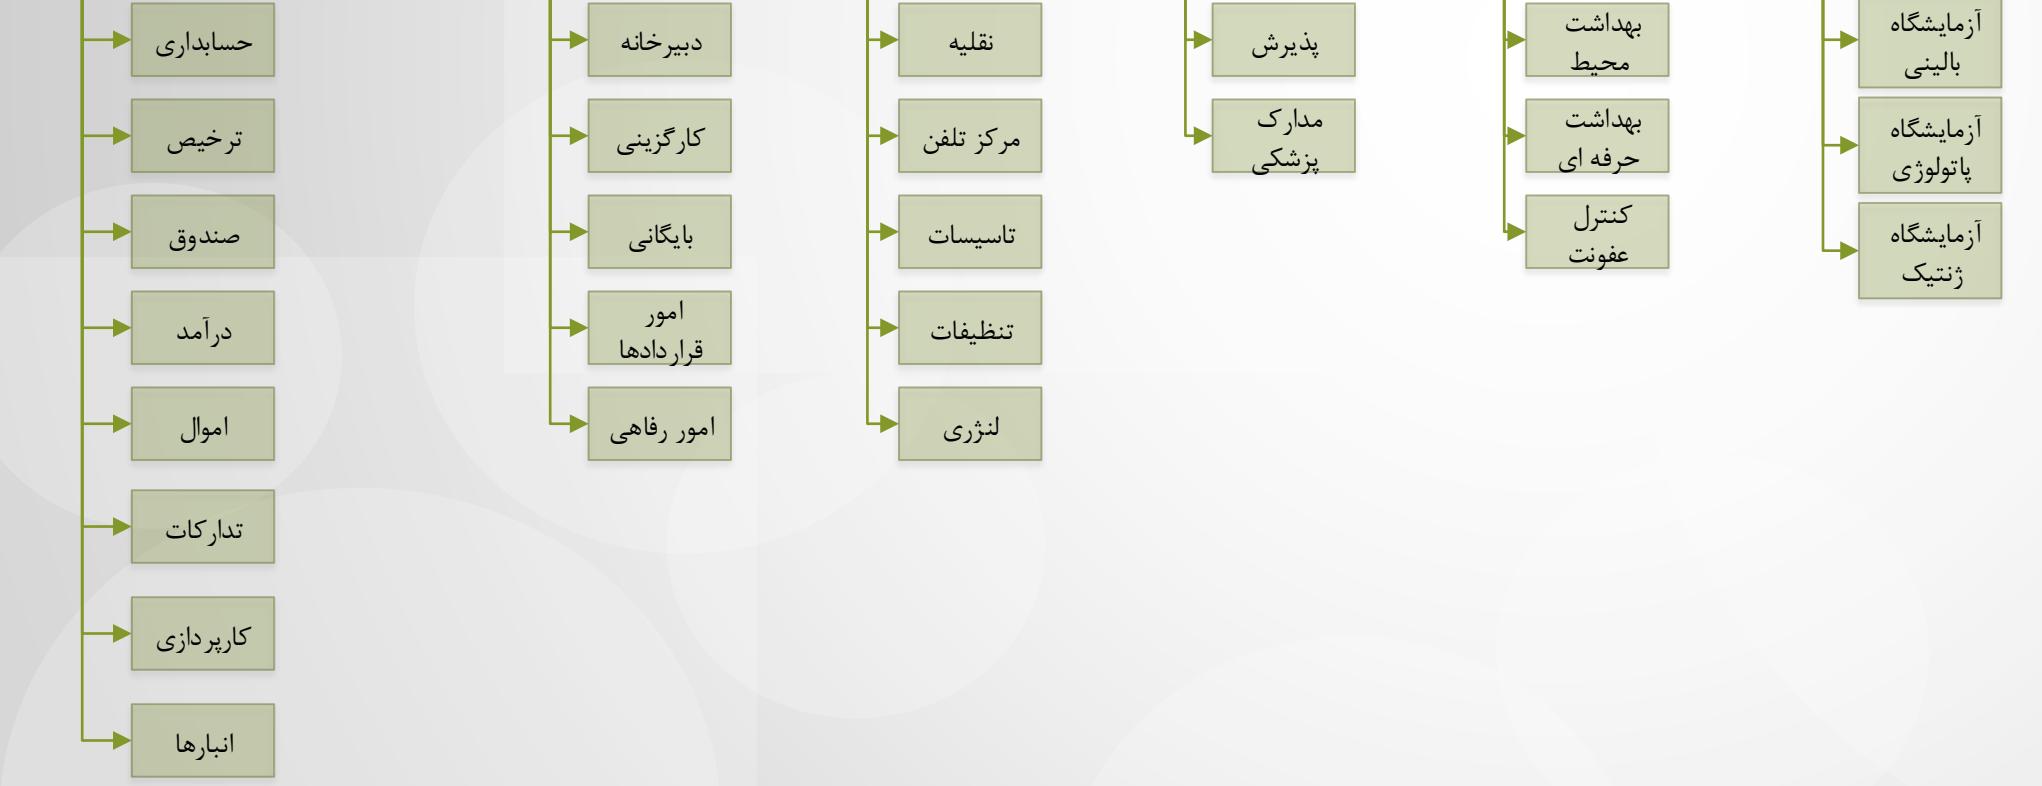 آزمایشگاه
بالینی
آزمایشگاه
پاتولوژی
آزمایشگاه
ژنتیک
بهداشت
محیط
بهداشت
حرفه ای
کنترل
عفونت
پذیرش
مدارک
پزشکی
نقلیه
مرکز تلفن
تاسیسات
تنظیفات
لنژری
دبیرخانه
کارگزینی
بایگانی
امور
قراردادها
امور رفاهی
حسابداری
ترخیص
صندوق
درآمد
اموال
تدارکات
کارپردازی
انبارها